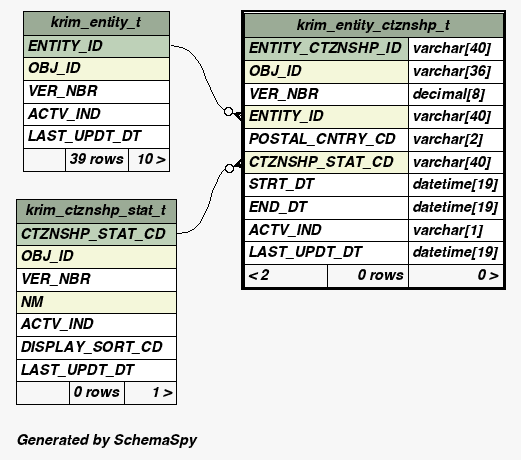 krim_entity_t
ENTITY_ID
OBJ_ID
VER_NBR
ACTV_IND
LAST_UPDT_DT
39 rows 10 >
krim_entity_ctznshp_t
ENTITY_CTZNSHP_ID varchar[40]
OBJ_ID varchar[36]
VER_NBR decimal[8]
ENTITY_ID varchar[40]
POSTAL_CNTRY_CD varchar[2]
CTZNSHP_STAT_CD varchar[40]
STRT_DT datetime[19]
END_DT datetime[19]
ACTV_IND varchar[1]
LAST_UPDT_DT datetime[19]
< 2 0 rows 0 >
krim_ctznshp_stat_t
CTZNSHP_STAT_CD
OBJ_ID
VER_NBR
NM
ACTV_IND
DISPLAY_SORT_CD
LAST_UPDT_DT
0 rows 1 >
Generated by SchemaSpy